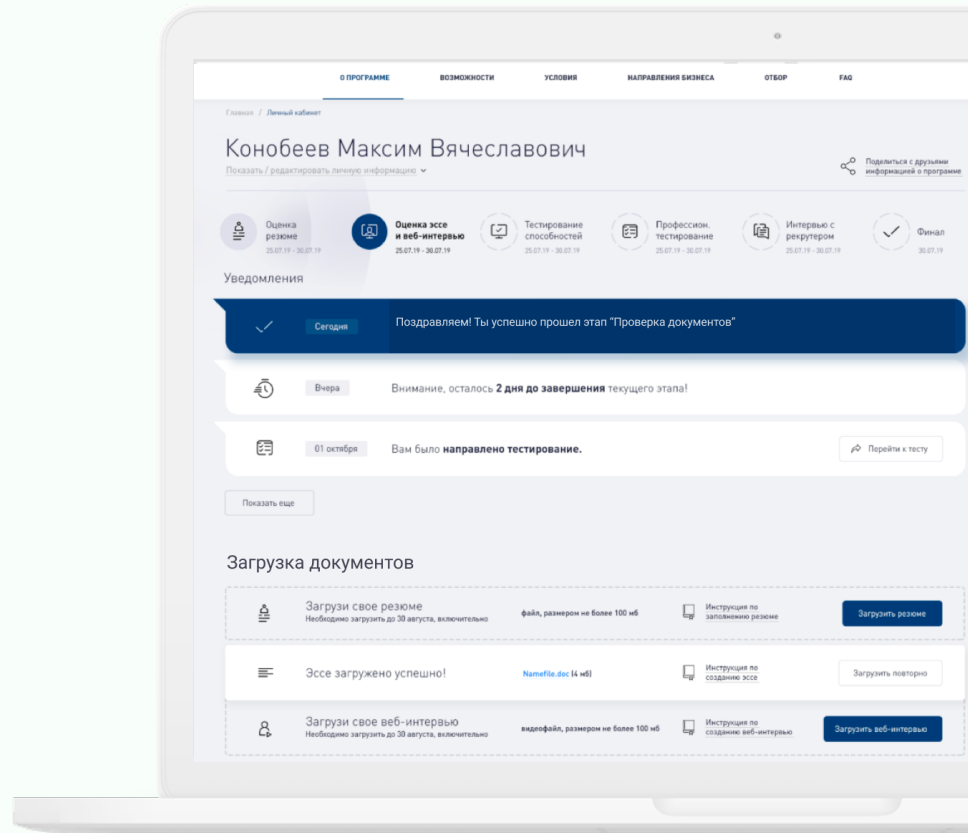 О ПРОГРАММЕ ВОЗМОЖНОСТИ УСЛОВИЯ НАПРАВЛЕНИЯ БИЗНЕСА ОТБОР FAQ
Главная / Личный кабинет
Конобеев Максим Вячеславович
Показать / редактировать личную информацию
Поделиться с друзьями
информацией о программе
Оценка
резюме
25.07.19 - 30.07.19
Оценка эссе
и веб-интервью
25.07.19 - 30.07.19
Тестирование
способностей
25.07.19 - 30.07.19
Профессион.
тестирование
25.07.19 - 30.07.19
Интервью с
рекрутером
25.07.19 - 30.07.19
Финал
30.07.19
Уведомления
Сегодня Поздравляем! Ты успешно прошел этап “Проверка документов”
Вчера Внимание, осталось 2 дня до завершения текущего этапа!
01 октября Вам было направлено тестирование. Перейти к тесту
Показать еще
Загрузка документов
Загрузи свое резюме
Необходимо загрузить до 30 августа, включительно
файл, размером не более 100 мб
Инструкция по
заполнению резюме
Загрузить резюме
Эссе загружено успешно!
Namefile.doc (4 мб)
Инструкция по
созданию эссе
Загрузить повторно
Загрузи свое веб-интервью
Необходимо загрузить до 30 августа, включительно
видеофайл, размером не более 100 мб
Инструкция по
созданию веб-интервью
Загрузить веб-интервью